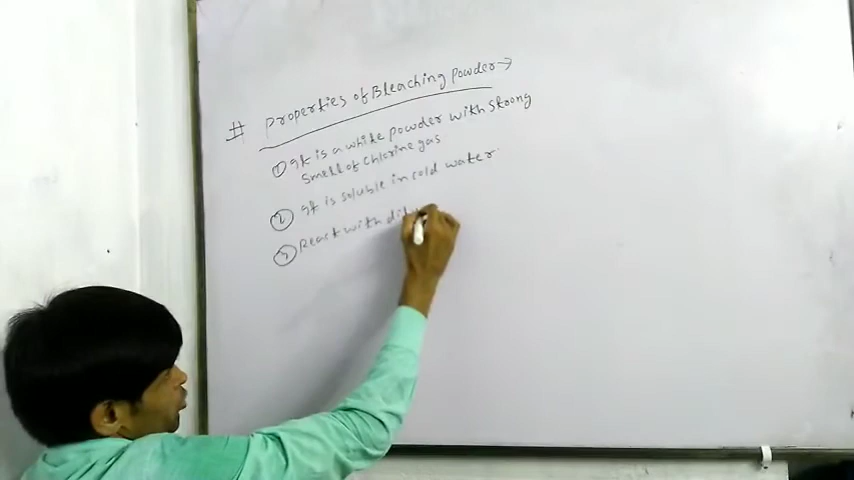 # Properties of Bleaching Powder →
① It is a white powder with strong
smell of chlorine gas
② It is soluble in cold water.
③ React with dil